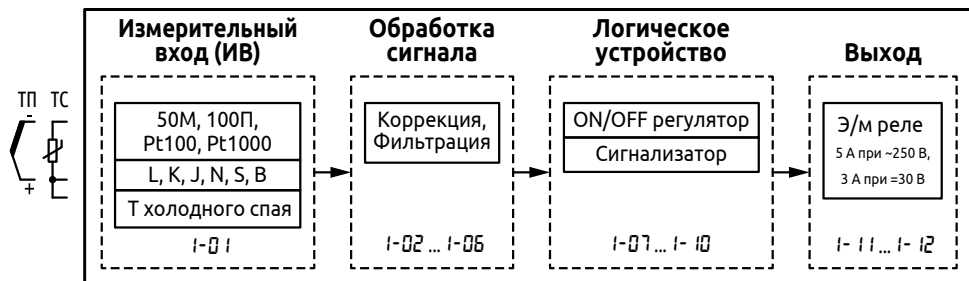 Измерительный
вход (ИВ)
Обработка
сигнала
Логическое
устройство
Выход
ТП ТС
-
+
50М, 100П,
Pt100, Pt1000
L, K, J, N, S, B
Т холодного спая
1-01
Коррекция,
Фильтрация
1-02 ... 1-06
ON/OFF регулятор
Сигнализатор
1-07 ... 1-10
Э/м реле
5 А при ~250 В,
3 А при =30 В
1-11 ... 1-12